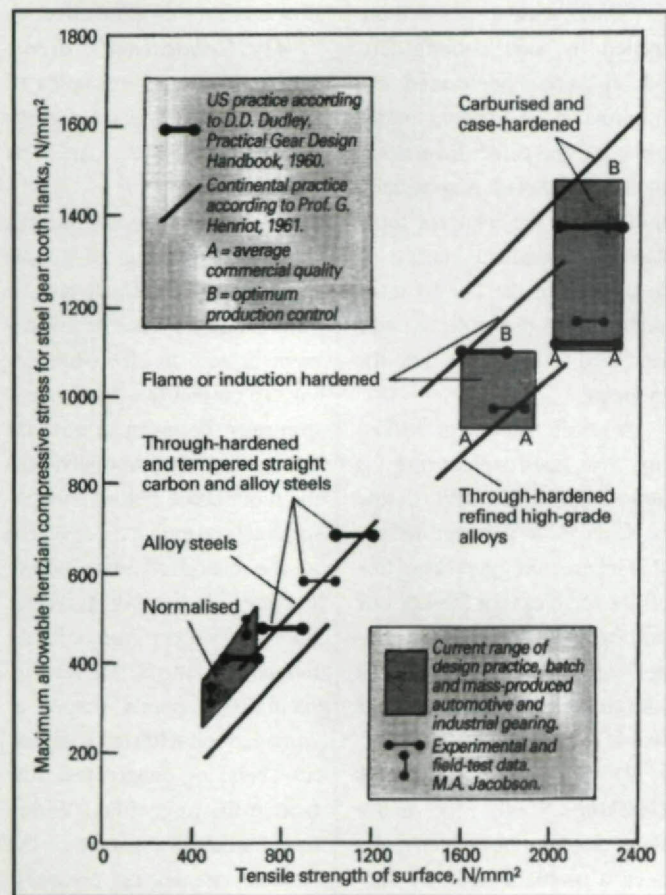 Maximum allowable hertzian compressive stress for steel gear tooth flanks, N/mm²
1800
1600
1400
1200
1000
800
600
400
200
0
US practice according
to D.D. Dudley.
Practical Gear Design
Handbook, 1960.
Continental practice
according to Prof. G.
Henriot, 1961.
A = average
commercial quality
B = optimum
production control
Carburised and
case-hardened
B
B
A
A
A
A
Flame or induction hardened
Through-hardened
and tempered straight
carbon and alloy steels
Alloy steels
Normalised
Through-hardened
refined high-grade
alloys
Current range of
design practice, batch
and mass-produced
automotive and
industrial gearing.
Experimental and
field-test data.
M.A. Jacobson.
0 400 800 1200 1600 2000 2400
Tensile strength of surface, N/mm²